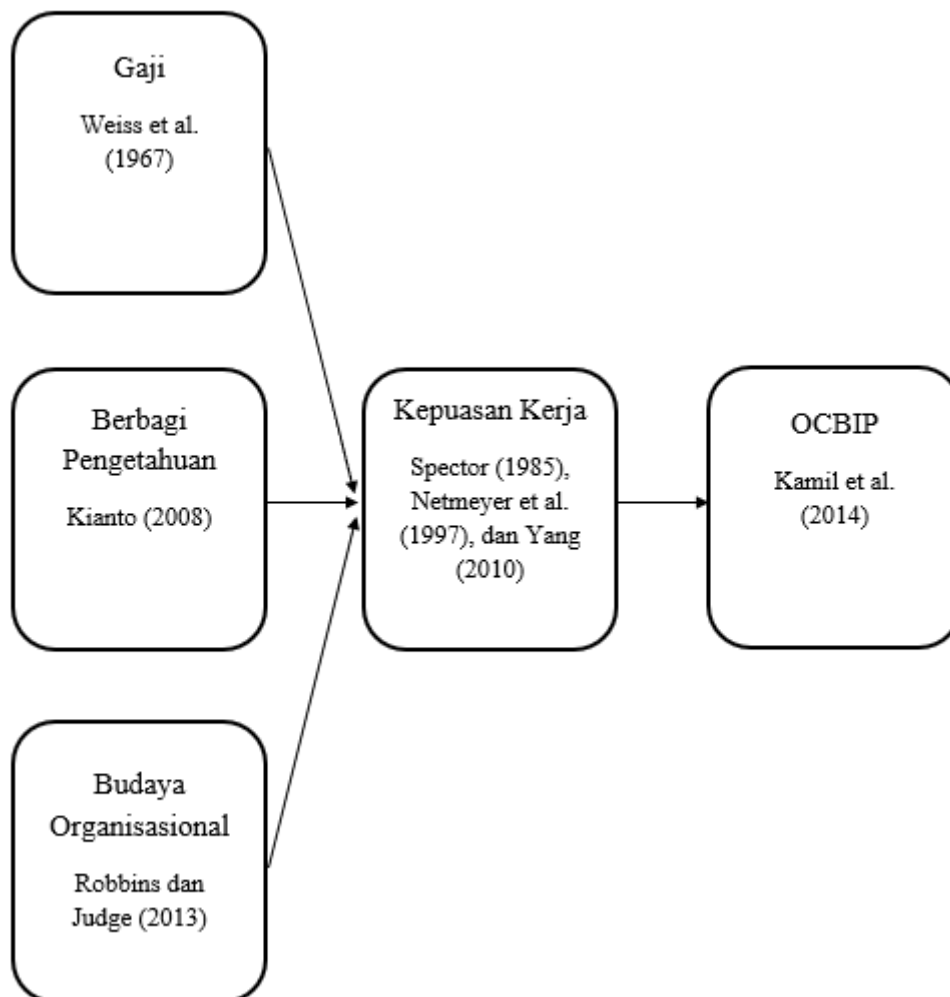 Gaji
Weiss et al.
(1967)
Berbagi
Pengetahuan
Kianto (2008)
Budaya
Organisasional
Robbins dan
Judge (2013)
Kepuasan Kerja
Spector (1985),
Netmeyer et al.
(1997), dan Yang
(2010)
OCBIP
Kamil et al.
(2014)